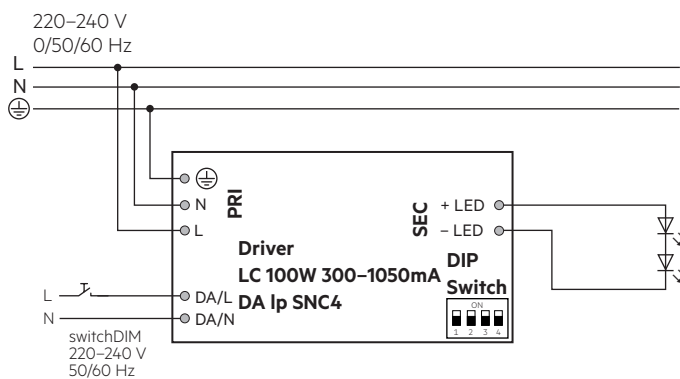 220–240 V
0/50/60 Hz
L
N
N
L
PRI
SEC
+ LED
– LED
Driver
LC 100W 300–1050mA
DA lp SNC4
DIP
Switch
ON
1 2 3 4
L
DA/L
N
DA/N
switchDIM
220–240 V
50/60 Hz